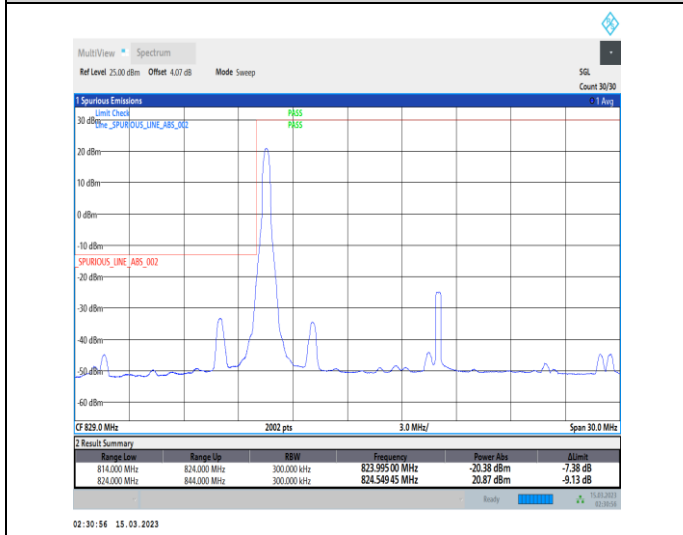 MultiView Spectrum
Ref Level 25.00 dBm Offset 4.07 dB Mode Sweep SGL
Count 30/30
1 Spurious Emissions 1 Avg
Limit Check PASS
30 dBm
Line _SPURIOUS_LINE_ABS_002 PASS
20 dBm
10 dBm
0 dBm
-10 dBm
_SPURIOUS_LINE_ABS_002
-20 dBm
-30 dBm
-40 dBm
-50 dBm
-60 dBm
CF 829.0 MHz 2002 pts 3.0 MHz/ Span 30.0 MHz
2 Result Summary
Range Low Range Up RBW Frequency Power Abs ΔLimit
814.000 MHz 824.000 MHz 300.000 kHz 823.995 00 MHz -20.38 dBm -7.38 dB
824.000 MHz 844.000 MHz 300.000 kHz 824.549 45 MHz 20.87 dBm -9.13 dB
Ready 15.03.2023
02:30:56
02:30:56 15.03.2023